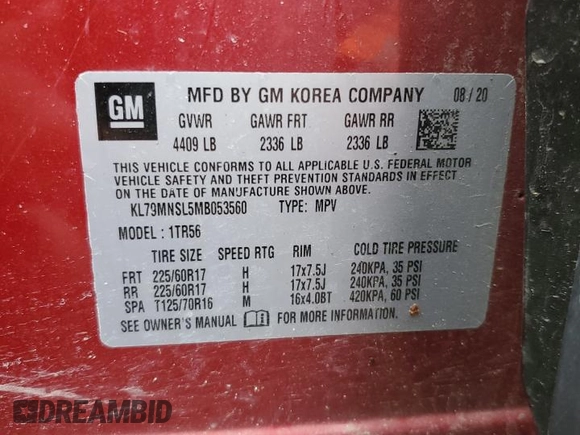 GM
MFD BY GM KOREA COMPANY 08 / 20
GVWR GAWR FRT GAWR RR
4409 LB 2336 LB 2336 LB
THIS VEHICLE CONFORMS TO ALL APPLICABLE U.S. FEDERAL MOTOR
VEHICLE SAFETY AND THEFT PREVENTION STANDARDS IN EFFECT
ON THE DATE OF MANUFACTURE SHOWN ABOVE.
KL79MNSL5MB053560 TYPE: MPV
MODEL : 1TR56
TIRE SIZE SPEED RTG RIM COLD TIRE PRESSURE
FRT 225/60R17 H 17x7.5J 240KPA, 35 PSI
RR 225/60R17 H 17x7.5J 240KPA, 35 PSI
SPA T125/70R16 M 16x4.0BT 420KPA, 60 PSI
SEE OWNER'S MANUAL FOR MORE INFORMATION.
DREAMBID